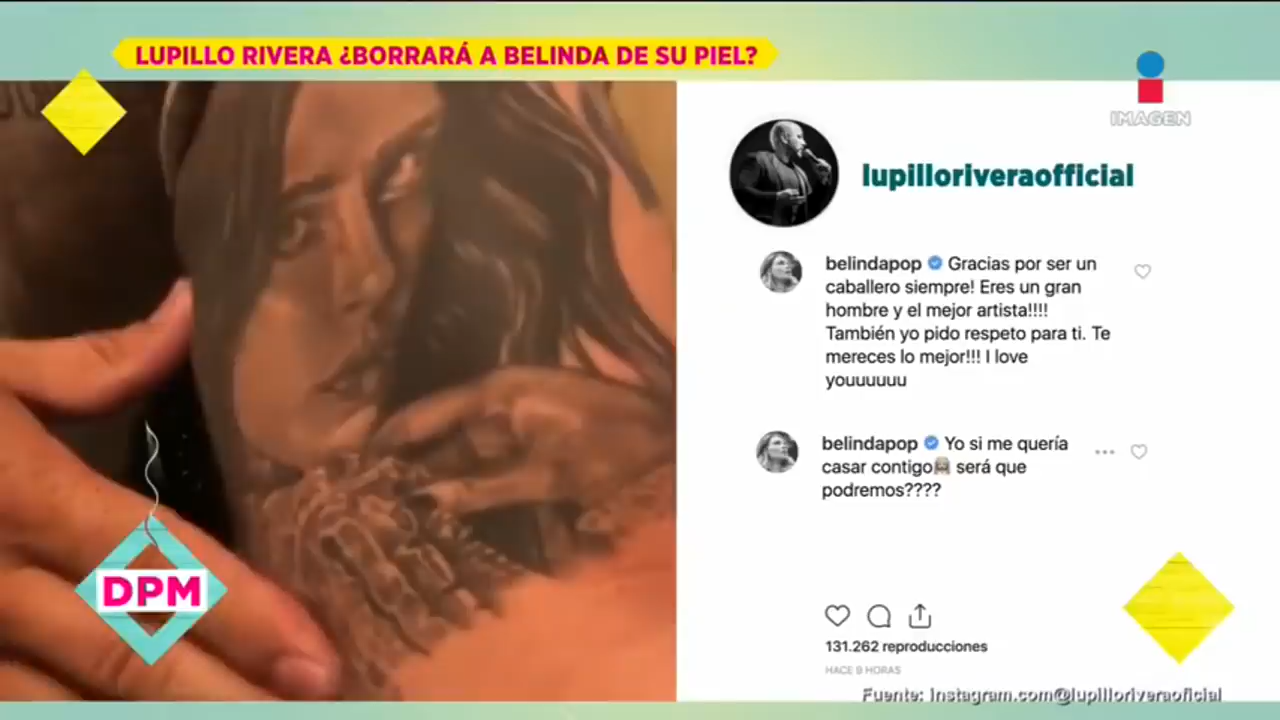 LUPILLO RIVERA ¿BORRARÁ A BELINDA DE SU PIEL?
IMAGEN
lupilloriveraofficial
belindapop Gracias por ser un
caballero siempre! Eres un gran
hombre y el mejor artista!!!!
También yo pido respeto para ti. Te
mereces lo mejor!!! I love
youuuuuu
belindapop Yo si me quería
casar contigo🙈 será que
podremos????
DPM
131.262 reproducciones
HACE 9 HORAS
Fuente: Instagram.com@lupilloriveraoficial